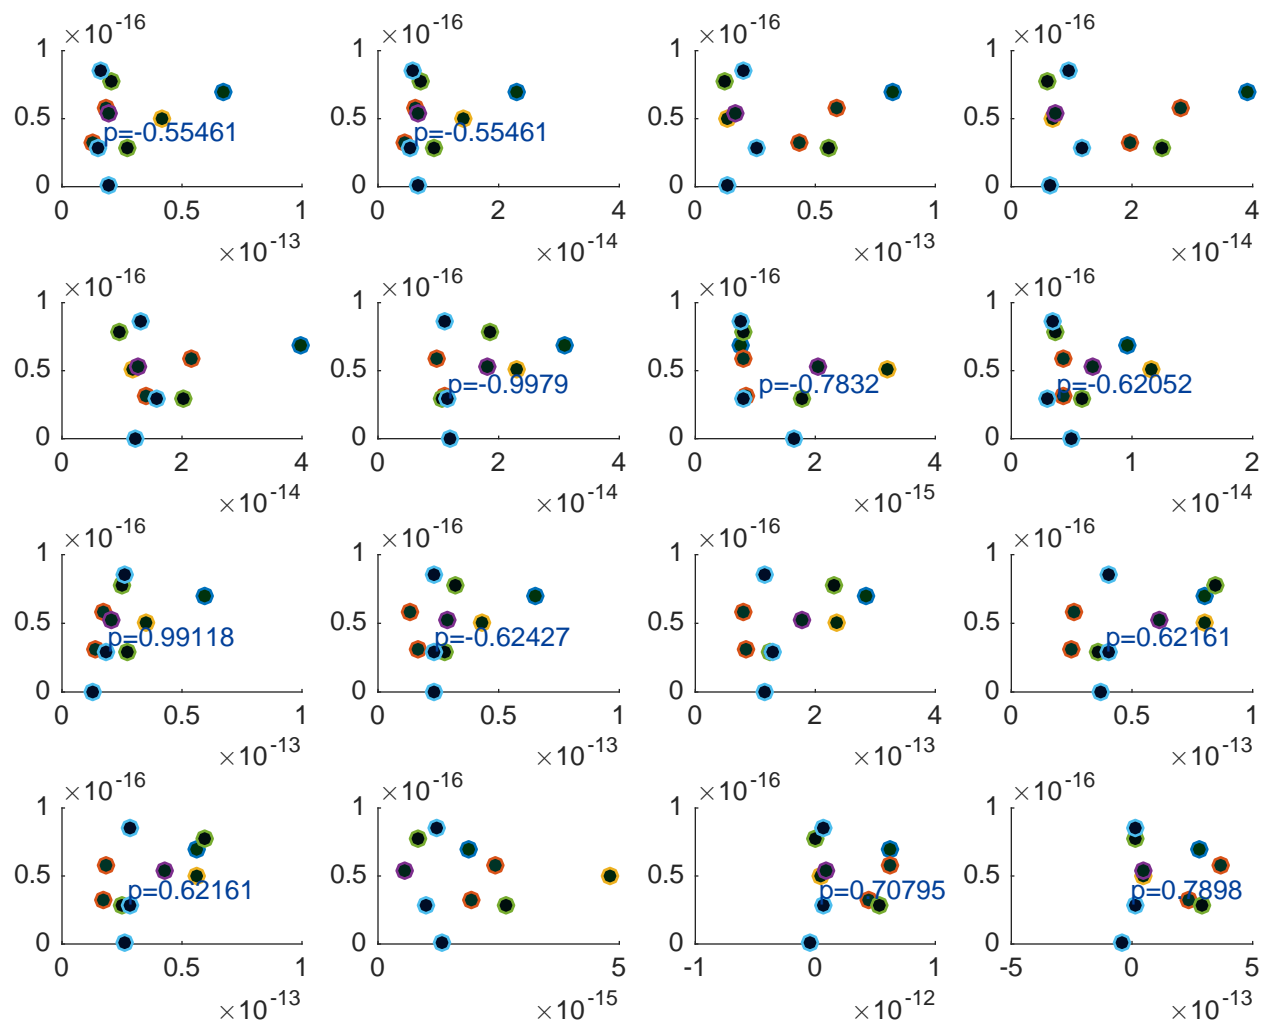 ×10^-16 ×10^-16 ×10^-16 ×10^-16
1 1 1 1
0.5 0.5 0.5 0.5
p=-0.55461 p=-0.55461
0 0 0 0
0 0.5 1 0 2 4 0 0.5 1 0 2 4
×10^-13 ×10^-14 ×10^-13 ×10^-14
×10^-16 ×10^-16 ×10^-16 ×10^-16
1 1 1 1
0.5 0.5 0.5 0.5
p=-0.9979 p=-0.7832 p=-0.62052
0 0 0 0
0 2 4 0 2 4 0 2 4 0 1 2
×10^-14 ×10^-14 ×10^-15 ×10^-14
×10^-16 ×10^-16 ×10^-16 ×10^-16
1 1 1 1
0.5 0.5 0.5 0.5
p=0.99118 p=-0.62427 p=0.62161
0 0 0 0
0 0.5 1 0 0.5 1 0 2 4 0 0.5 1
×10^-13 ×10^-13 ×10^-13 ×10^-13
×10^-16 ×10^-16 ×10^-16 ×10^-16
1 1 1 1
0.5 0.5 0.5 0.5
p=0.62161 p=0.70795 p=0.7898
0 0 0 0
0 0.5 1 0 5 -1 0 1 -5 0 5
×10^-13 ×10^-15 ×10^-12 ×10^-13